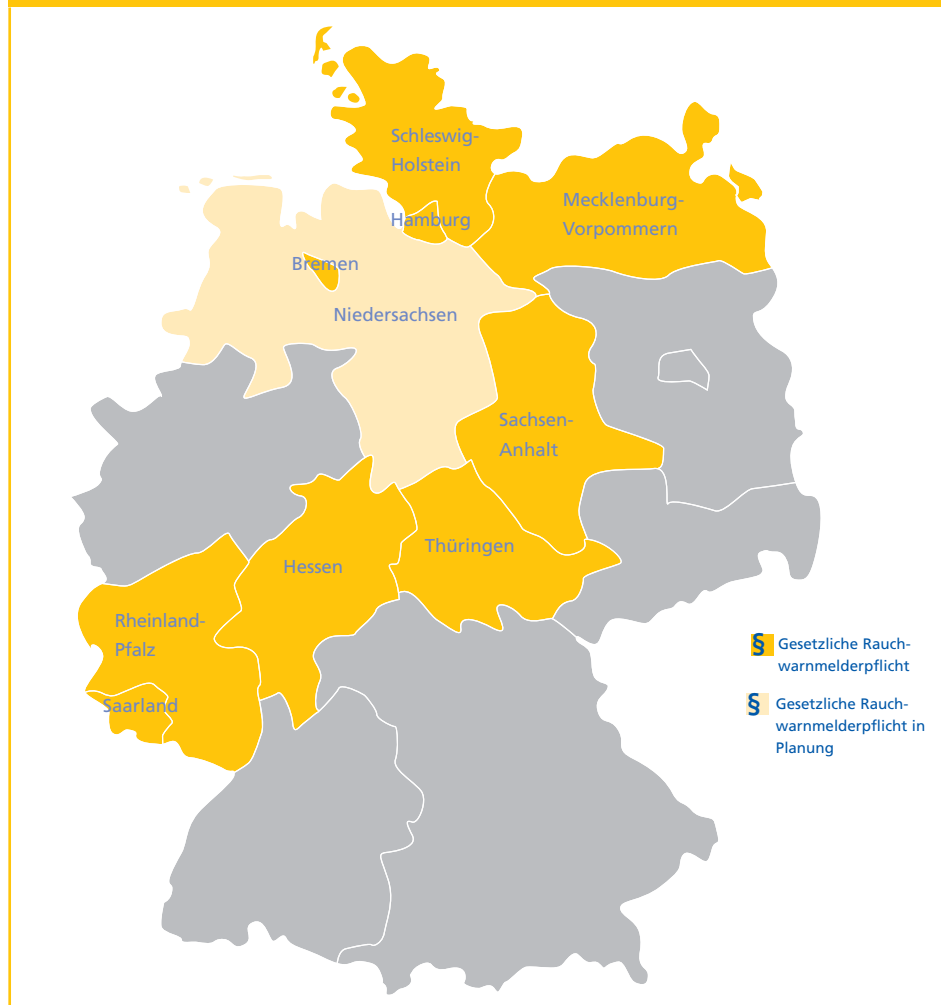 Schleswig-
Holstein
Mecklenburg-
Vorpommern
Hamburg
Bremen
Niedersachsen
Sachsen-
Anhalt
Thüringen
Hessen
Rheinland-
Pfalz
Saarland
§ Gesetzliche Rauch-
warnmelderpflicht
§ Gesetzliche Rauch-
warnmelderpflicht in
Planung